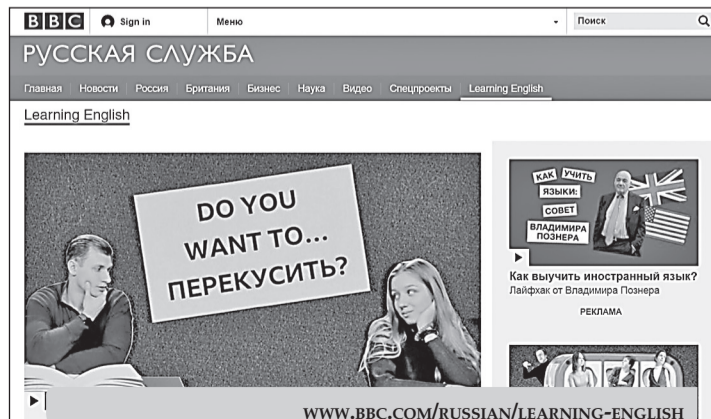 BBC Sign in Меню Поиск
РУССКАЯ СЛУЖБА
Главная Новости Россия Британия Бизнес Наука Видео Спецпроекты Learning English
Learning English
DO YOU
WANT TO...
ПЕРЕКУСИТЬ?
КАК УЧИТЬ
ЯЗЫКИ:
СОВЕТ
ВЛАДИМИРА
ПОЗНЕРА
Как выучить иностранный язык?
Лайфхак от Владимира Познера
РЕКЛАМА
WWW.BBC.COM/RUSSIAN/LEARNING-ENGLISH